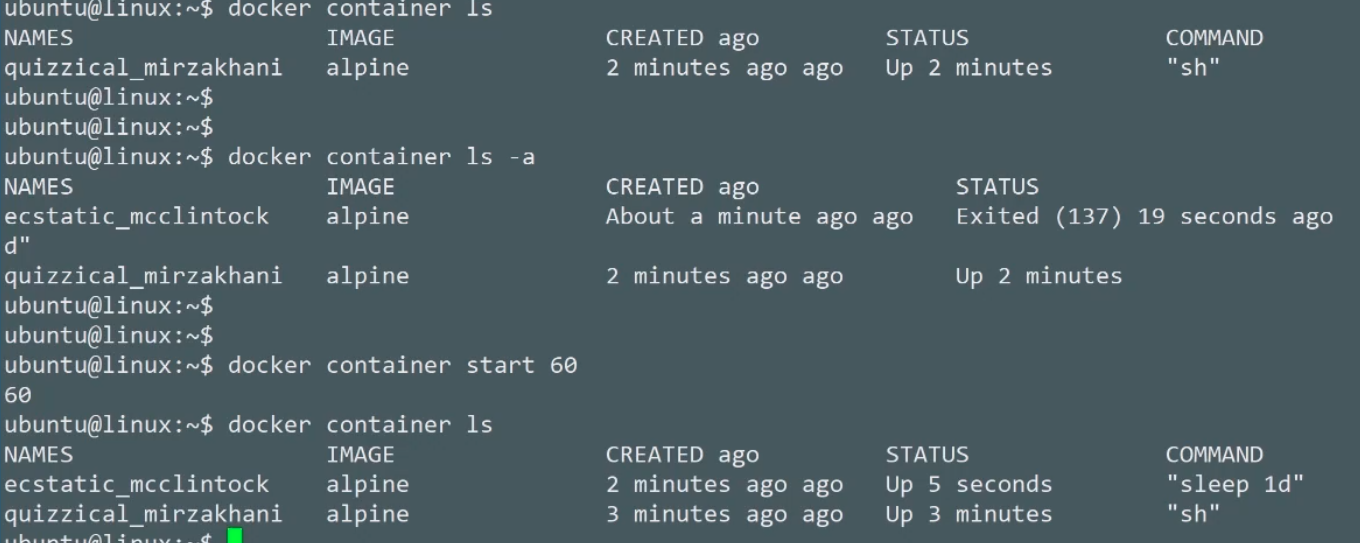 ubuntu@linux:~$ docker container ls
NAMES                  IMAGE               CREATED ago         STATUS              COMMAND
quizzical_mirzakhani   alpine              2 minutes ago ago   Up 2 minutes        "sh"
ubuntu@linux:~$
ubuntu@linux:~$
ubuntu@linux:~$ docker container ls -a
NAMES                  IMAGE               CREATED ago              STATUS
ecstatic_mcclintock    alpine              About a minute ago ago   Exited (137) 19 seconds ago
d"
quizzical_mirzakhani   alpine              2 minutes ago ago        Up 2 minutes
ubuntu@linux:~$
ubuntu@linux:~$
ubuntu@linux:~$ docker container start 60
60
ubuntu@linux:~$ docker container ls
NAMES                  IMAGE               CREATED ago         STATUS              COMMAND
ecstatic_mcclintock    alpine              2 minutes ago ago   Up 5 seconds        "sleep 1d"
quizzical_mirzakhani   alpine              3 minutes ago ago   Up 3 minutes        "sh"
ubuntu@linux:~$